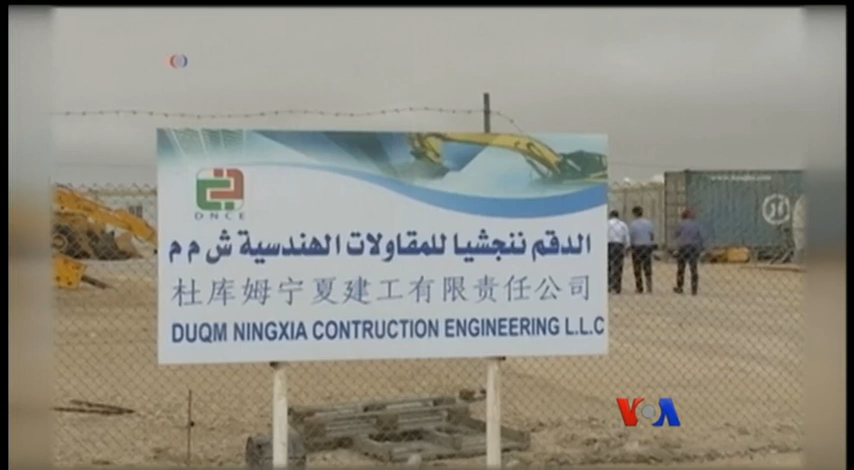 DNCE
الدقم ننجشيا للمقاولات الهندسية ش م م
杜库姆宁夏建工有限责任公司
DUQM NINGXIA CONTRUCTION ENGINEERING L.L.C
VOA